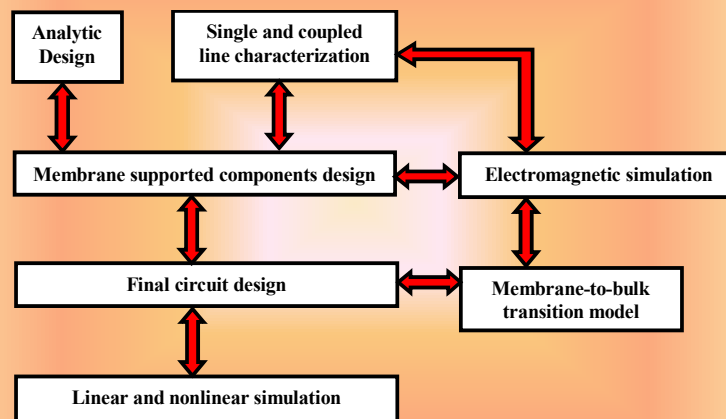 Analytic
Design
Single and coupled
line characterization
Membrane supported components design
Electromagnetic simulation
Final circuit design
Membrane-to-bulk
transition model
Linear and nonlinear simulation